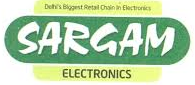 Delhi's Biggest Retail Chain In Electronics
SARGAM
ELECTRONICS